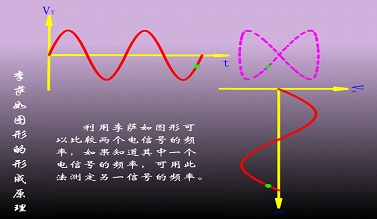 V_Y
t
李萨如图形的形成原理
利用李萨如图形可
以比较两个电信号的频
率，如果知道其中一个
电信号的频率，可用此
法测定另一信号的频率。